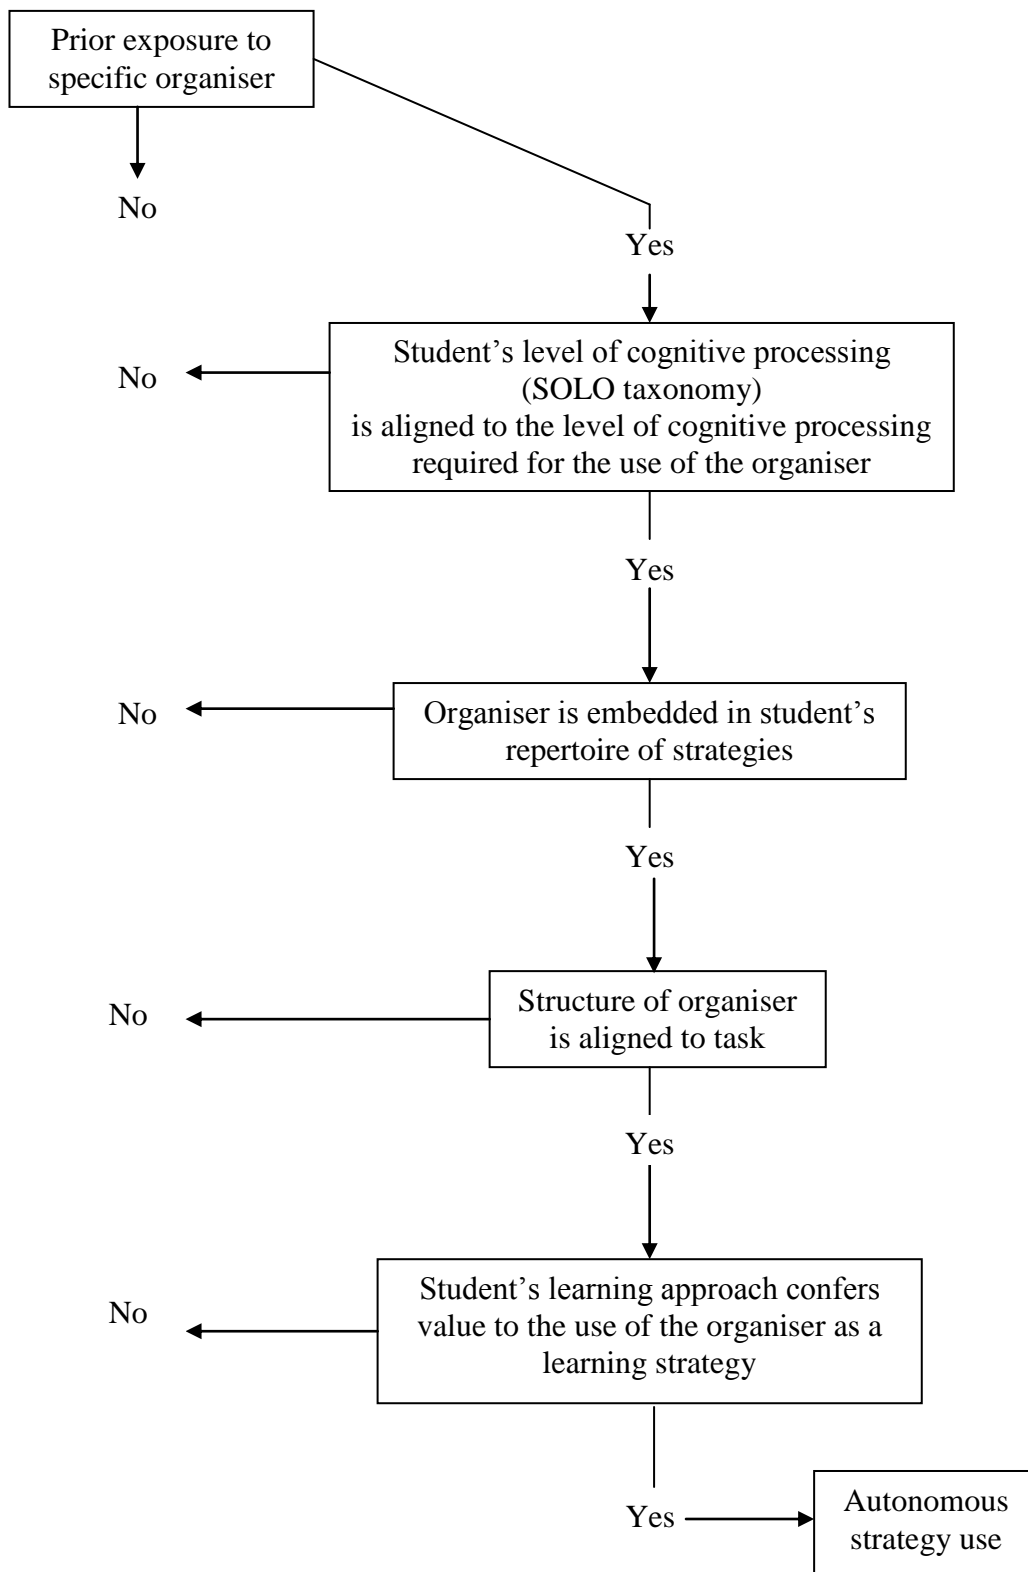 Prior exposure to
specific organiser
No
Yes
Student’s level of cognitive processing
(SOLO taxonomy)
is aligned to the level of cognitive processing
required for the use of the organiser
No
Yes
Organiser is embedded in student’s
repertoire of strategies
No
Yes
Structure of organiser
is aligned to task
No
Yes
Student’s learning approach confers
value to the use of the organiser as a
learning strategy
No
Yes
Autonomous
strategy use